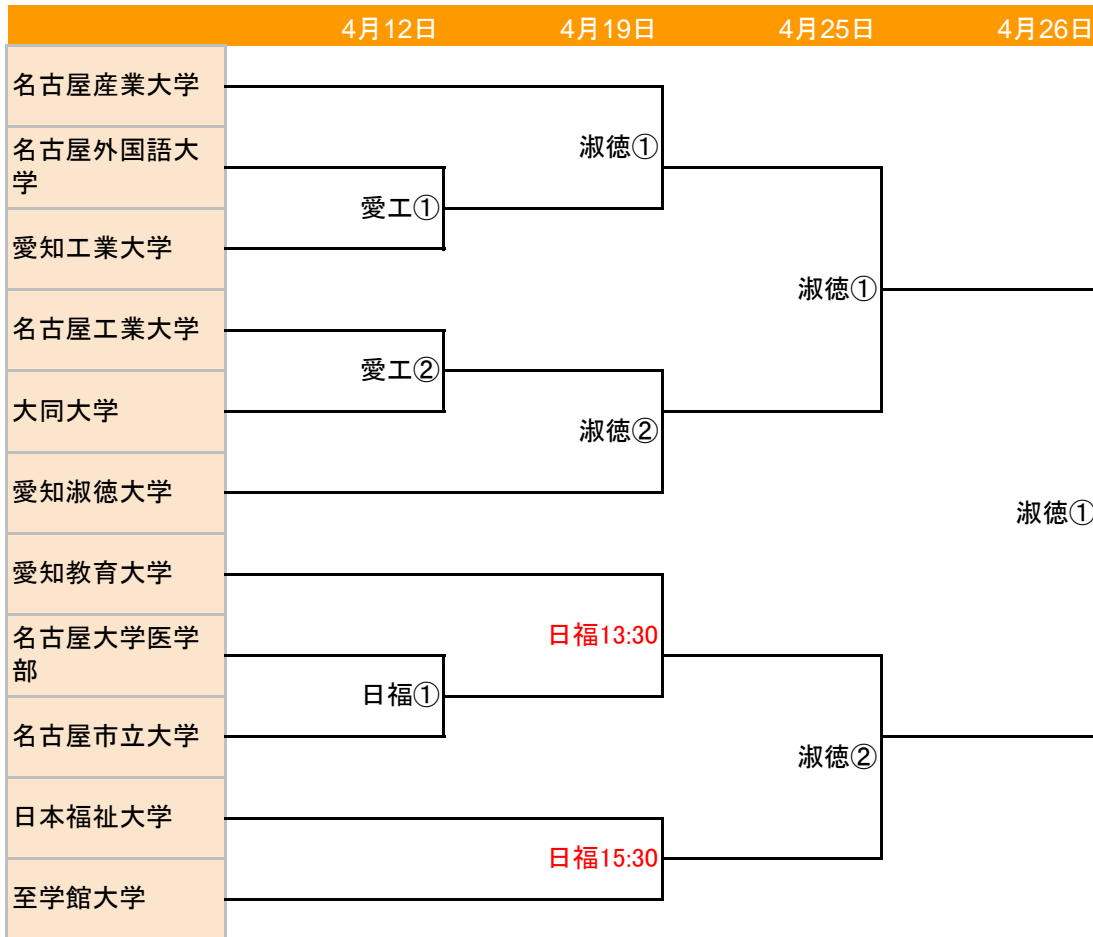 4月12日 4月19日 4月25日 4月26日
名古屋産業大学
淑徳①
名古屋外国語大
学
愛工①
愛知工業大学
淑徳①
名古屋工業大学
愛工②
大同大学
淑徳②
愛知淑徳大学
淑徳①
愛知教育大学
日福13:30
名古屋大学医学
部
日福①
名古屋市立大学
淑徳②
日本福祉大学
日福15:30
至学館大学